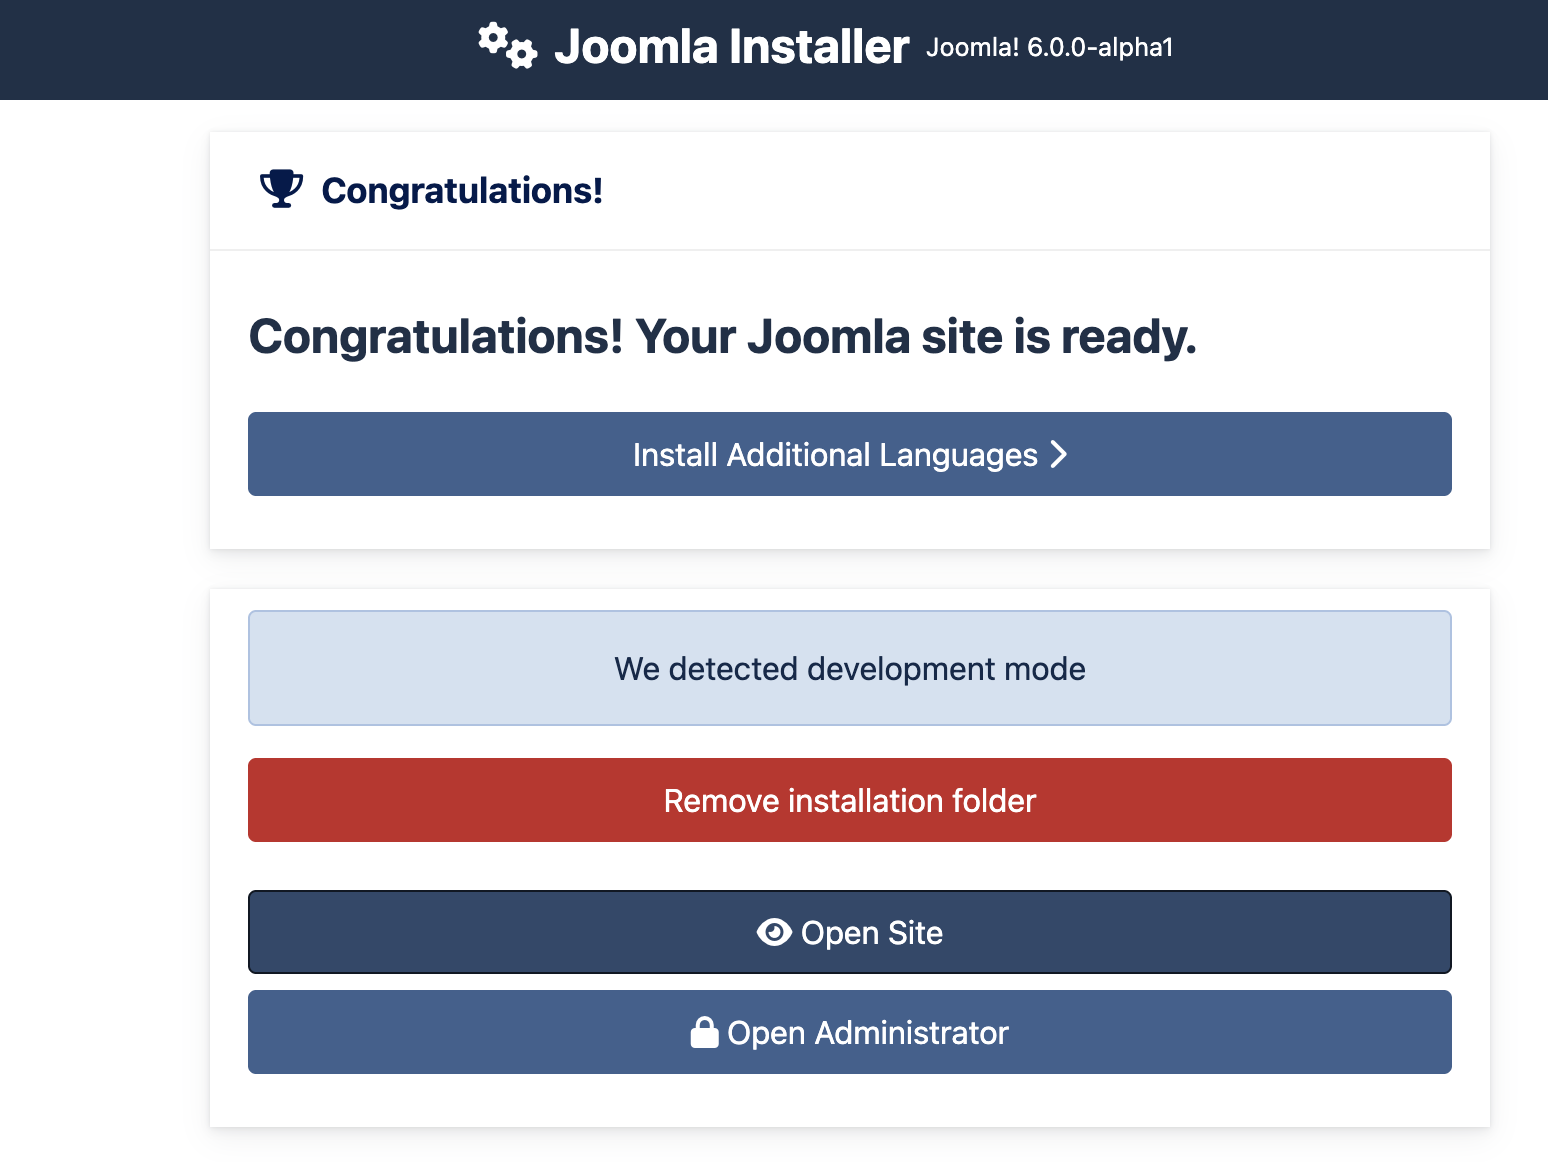 Joomla Installer Joomla! 6.0.0-alpha1
Congratulations!
Congratulations! Your Joomla site is ready.
Install Additional Languages
We detected development mode
Remove installation folder
Open Site
Open Administrator